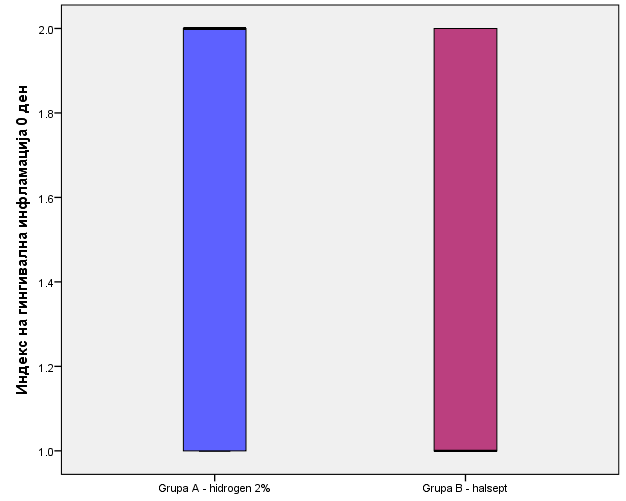 Индекс на гингивална инфламација 0 ден
2.0
1.8
1.6
1.4
1.2
1.0
Grupa A - hidrogen 2%
Grupa B - halsept